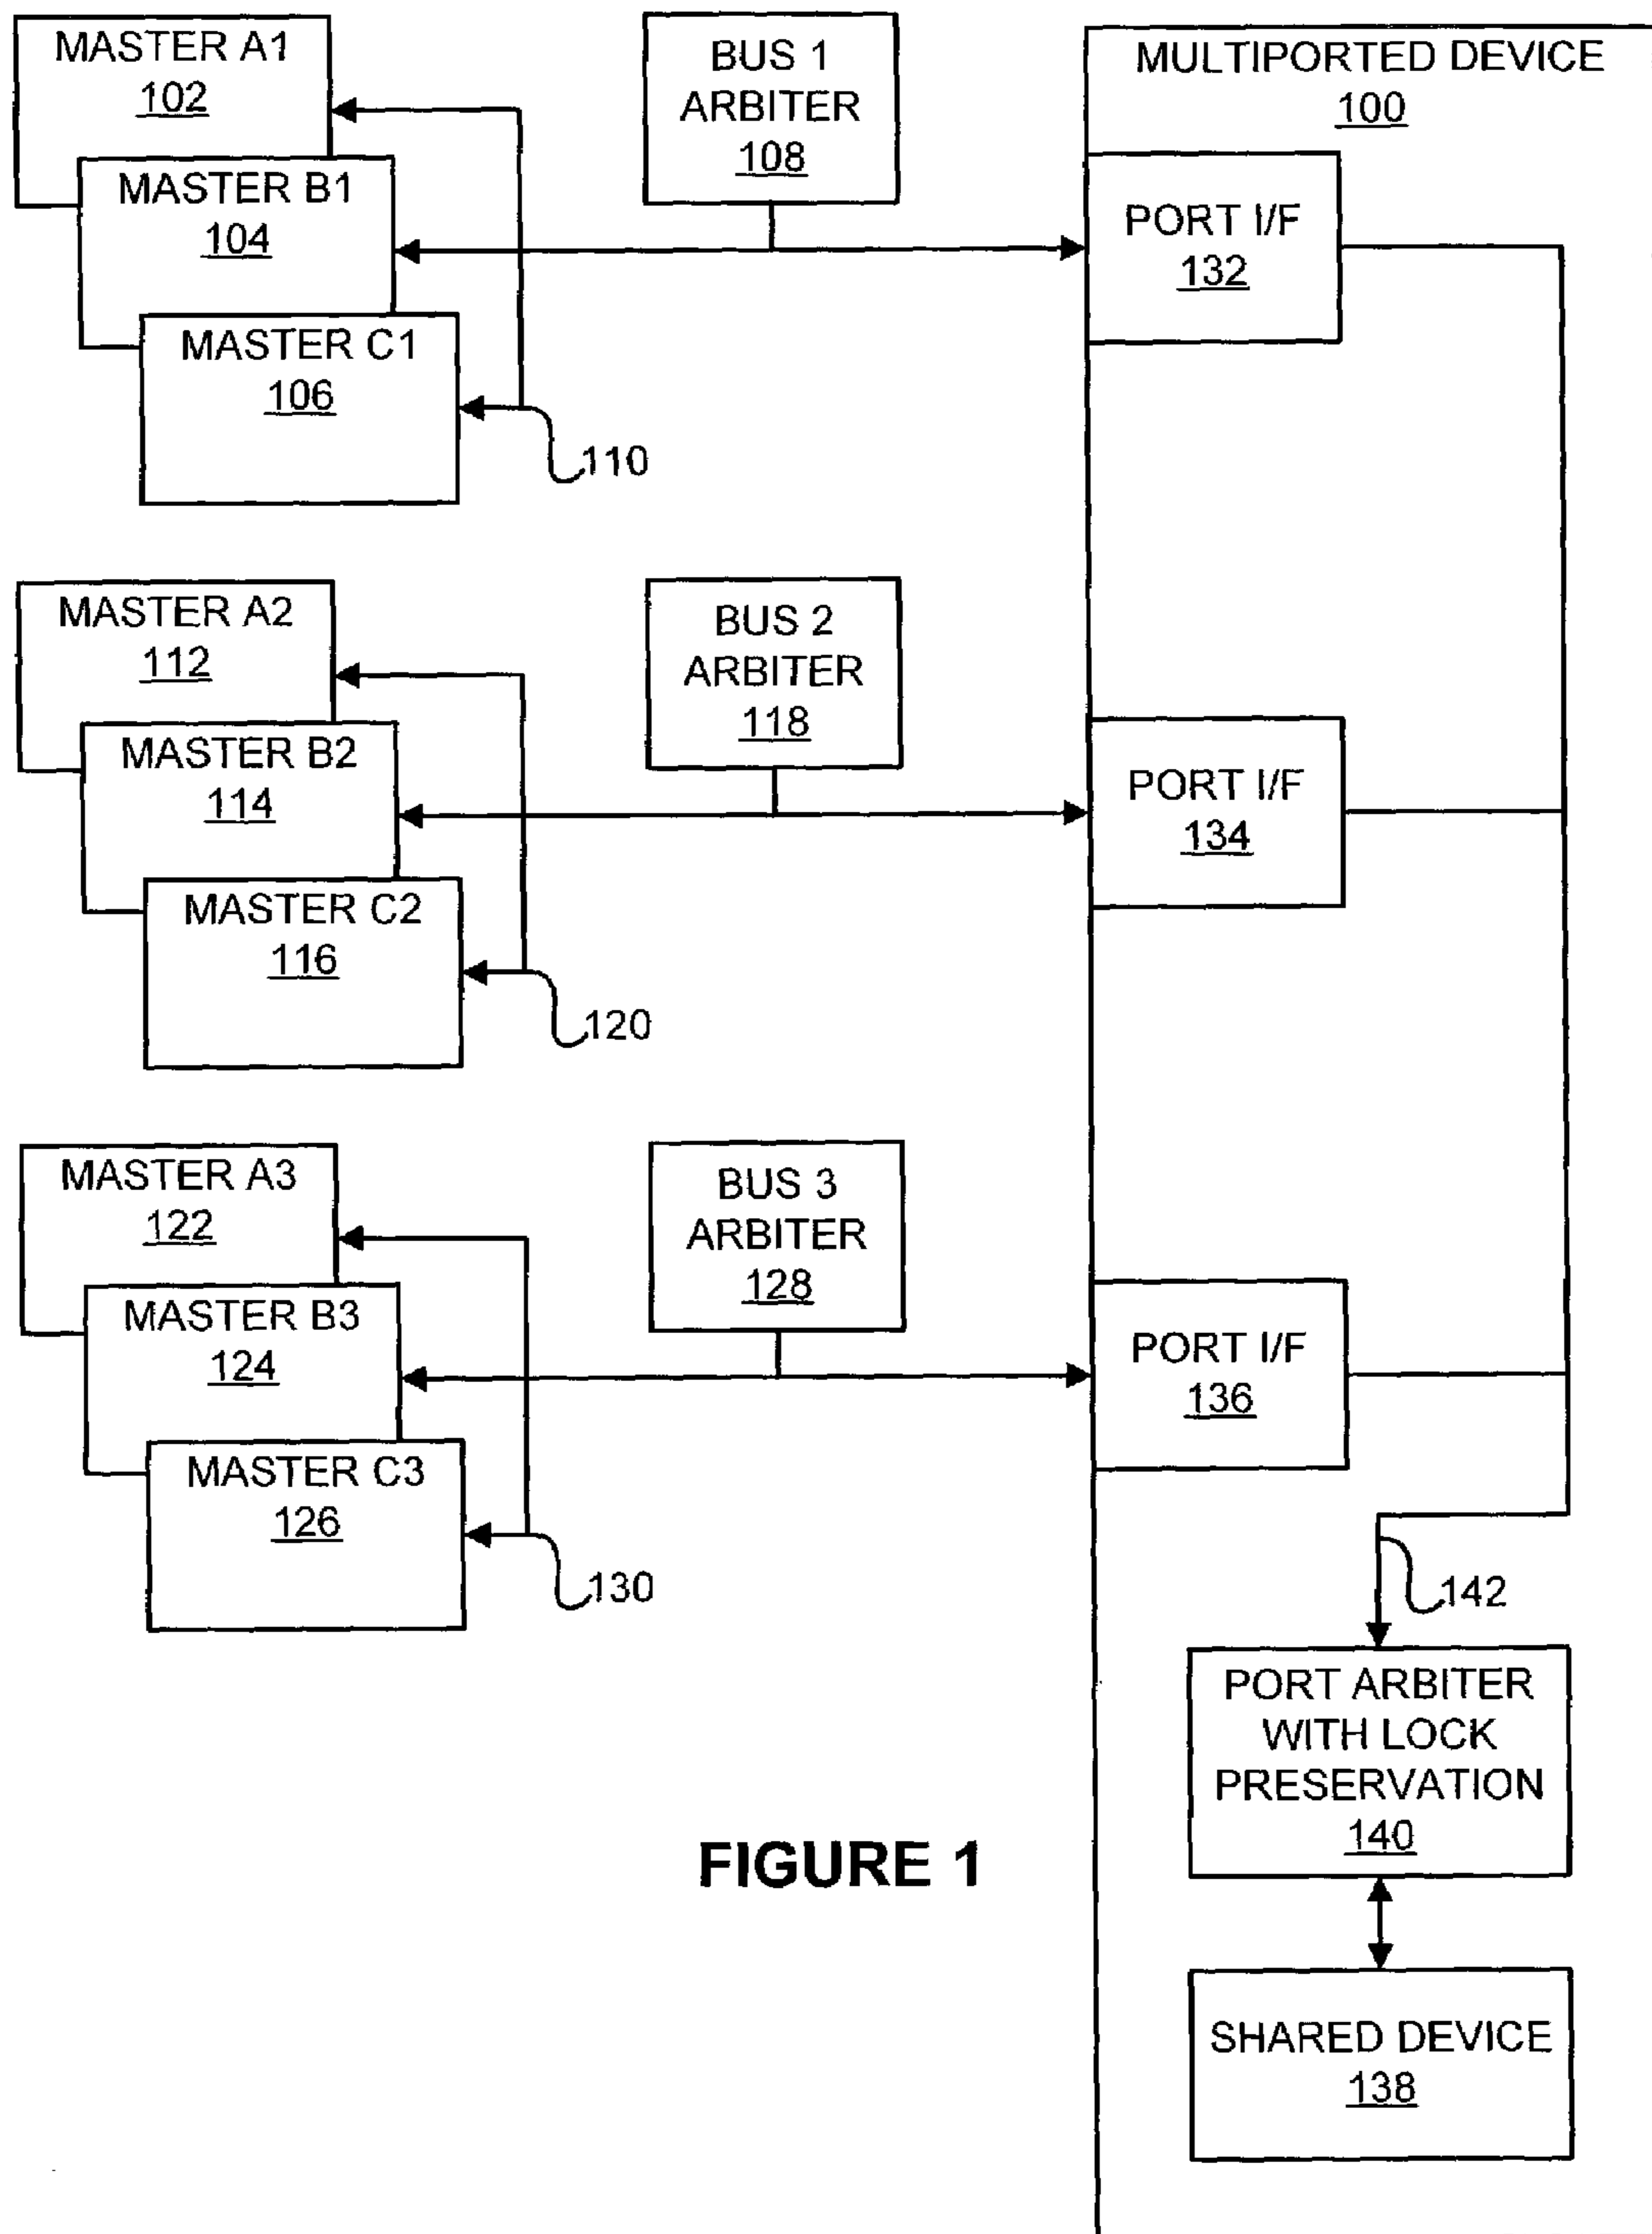 MASTER A1
102
MASTER B1
104
MASTER C1
106
110
BUS 1
ARBITER
108
MULTIPORTED DEVICE
100
PORT I/F
132
MASTER A2
112
MASTER B2
114
MASTER C2
116
120
BUS 2
ARBITER
118
PORT I/F
134
MASTER A3
122
MASTER B3
124
MASTER C3
126
130
BUS 3
ARBITER
128
PORT I/F
136
142
PORT ARBITER
WITH LOCK
PRESERVATION
140
SHARED DEVICE
138
FIGURE 1